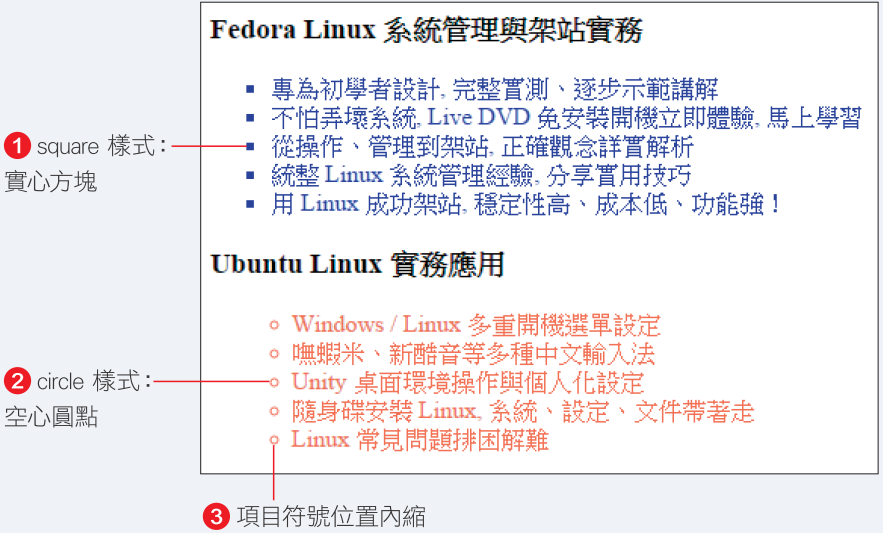 Fedora Linux 系統管理與架站實務
▪ 專為初學者設計, 完整實測、逐步示範講解
▪ 不怕弄壞系統, Live DVD 免安裝開機立即體驗, 馬上學習
▪ 從操作、管理到架站, 正確觀念詳實解析
▪ 統整 Linux 系統管理經驗, 分享實用技巧
▪ 用 Linux 成功架站, 穩定性高、成本低、功能強！
1 square 樣式：
實心方塊
Ubuntu Linux 實務應用
◦ Windows / Linux 多重開機選單設定
◦ 嘸蝦米、新酷音等多種中文輸入法
◦ Unity 桌面環境操作與個人化設定
◦ 隨身碟安裝 Linux, 系統、設定、文件帶著走
◦ Linux 常見問題排困解難
2 circle 樣式：
空心圓點
3 項目符號位置內縮